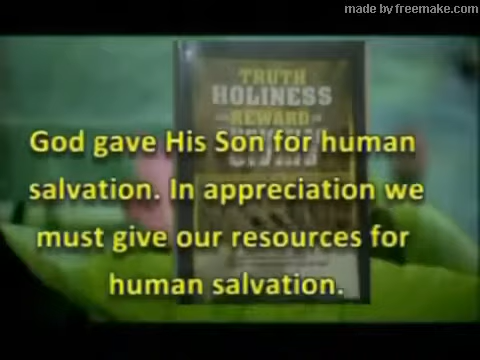 made by freemake.com
TRUTH
HOLINESS
REWARD
God gave His Son for human
salvation. In appreciation we
must give our resources for
human salvation.